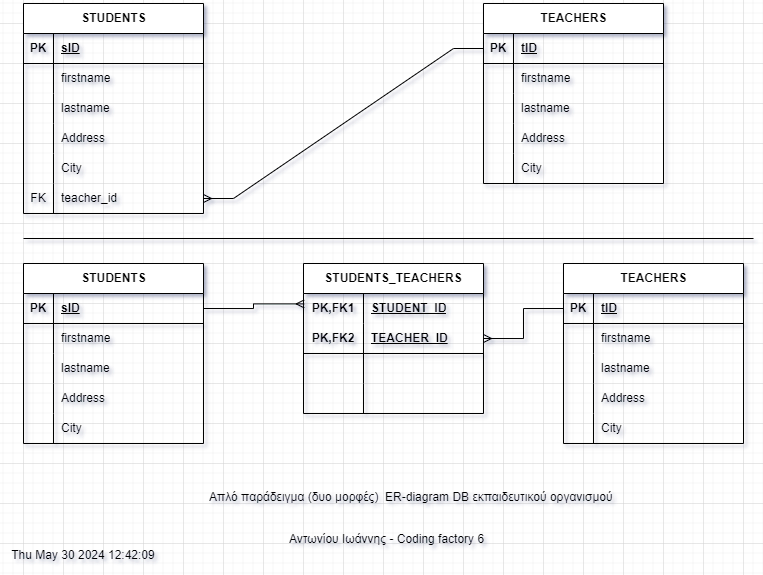 STUDENTS
PK sID
firstname
lastname
Address
City
FK teacher_id
TEACHERS
PK tID
firstname
lastname
Address
City
STUDENTS
PK sID
firstname
lastname
Address
City
STUDENTS_TEACHERS
PK,FK1 STUDENT_ID
PK,FK2 TEACHER_ID
TEACHERS
PK tID
firstname
lastname
Address
City
Απλό παράδειγμα (δυο μορφές) ER-diagram DB εκπαιδευτικού οργανισμού
Αντωνίου Ιωάννης - Coding factory 6
Thu May 30 2024 12:42:09